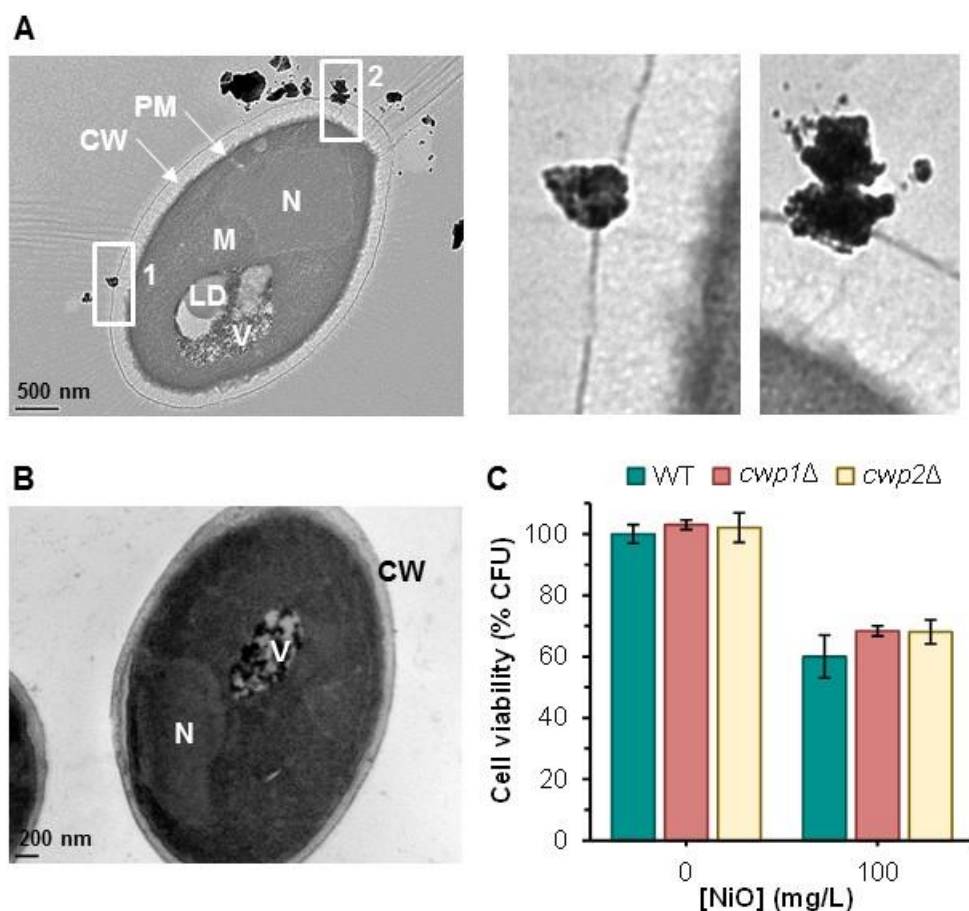 A
2
PM
CW
N
M
1
LD
V
500 nm
B
CW
V
N
200 nm
C
WT cwp1Δ cwp2Δ
Cell viability (% CFU)
100
80
60
40
20
0
0 100
[NiO] (mg/L)